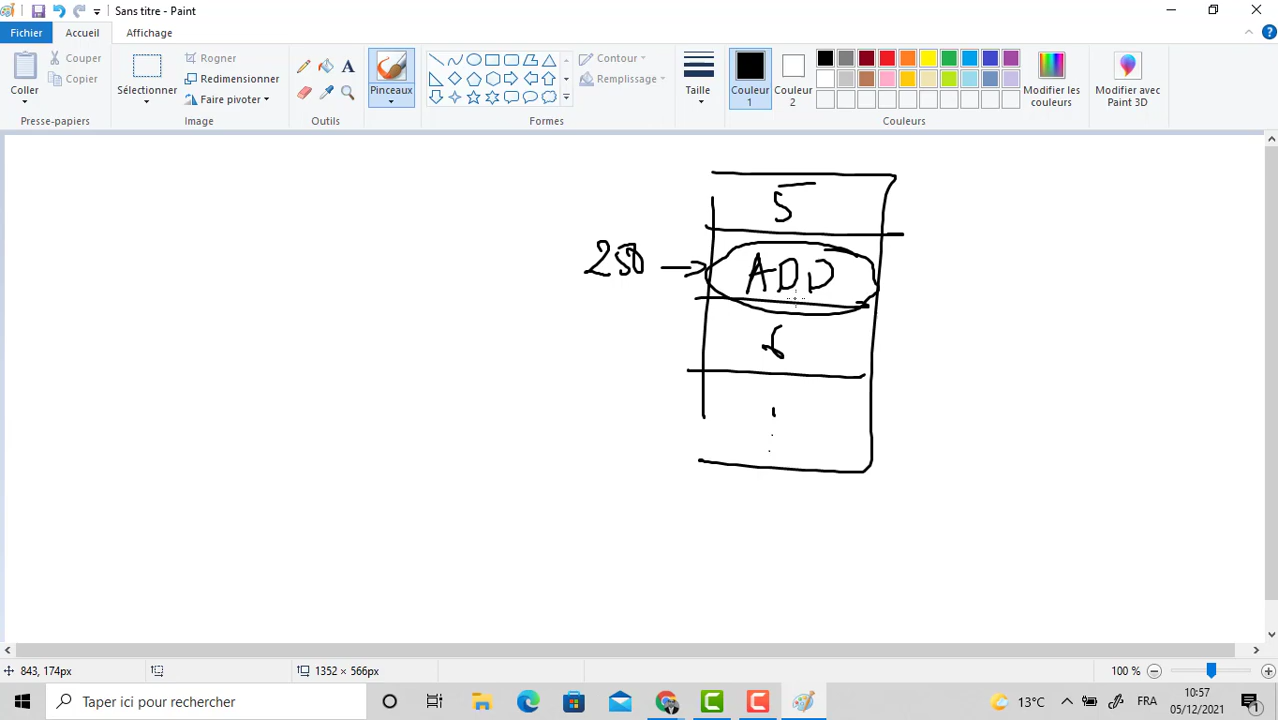 Sans titre - Paint
Fichier Accueil Affichage
Coller
Couper
Copier
Presse-papiers
Sélectionner
Rogner
Redimensionner
Faire pivoter
Image
A
Outils
Pinceaux
Contour
Remplissage
Formes
Taille
Couleur 1
Couleur 2
Modifier les couleurs
Couleurs
Modifier avec Paint 3D
5
250
ADD
6
843, 174px
1352 × 566px
100 %
Taper ici pour rechercher
13°C
FRA
10:57
05/12/2021
1